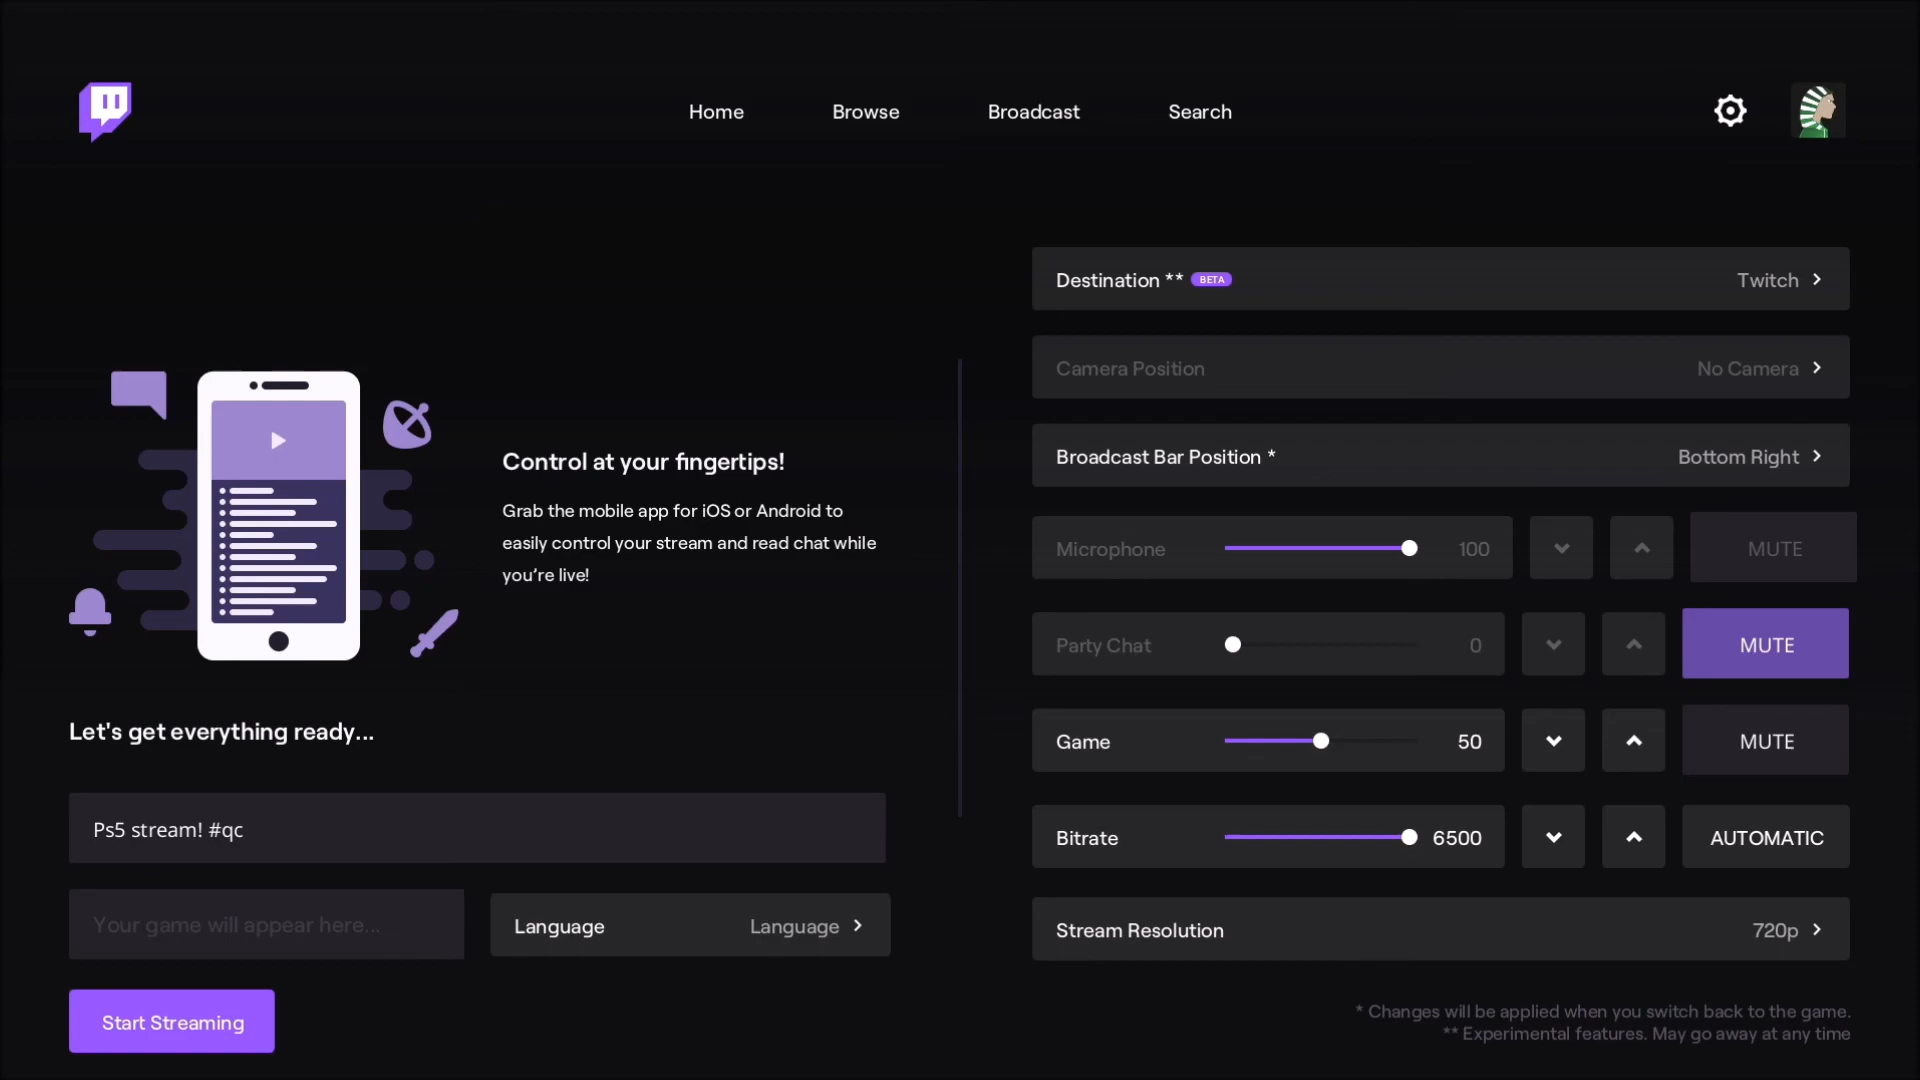 Home Browse Broadcast Search
Destination ** BETA Twitch
Camera Position No Camera
Broadcast Bar Position * Bottom Right
Control at your fingertips!
Grab the mobile app for iOS or Android to
easily control your stream and read chat while
you’re live!
Microphone 100 MUTE
Party Chat 0 MUTE
Game 50 MUTE
Bitrate 6500 AUTOMATIC
Stream Resolution 720p
Let's get everything ready...
Ps5 stream! #qc
Your game will appear here...
Language Language
Start Streaming
* Changes will be applied when you switch back to the game.
** Experimental features. May go away at any time